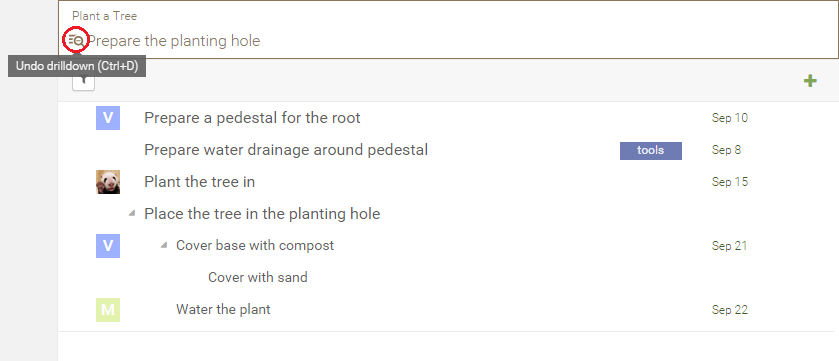 Plant a Tree
Prepare the planting hole
Undo drilldown (Ctrl+D)
V Prepare a pedestal for the root Sep 10
Prepare water drainage around pedestal tools Sep 8
Plant the tree in Sep 15
Place the tree in the planting hole
V Cover base with compost Sep 21
Cover with sand
M Water the plant Sep 22